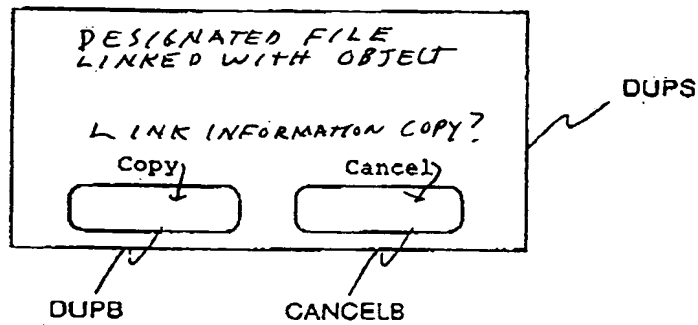 DESIGNATED FILE
LINKED WITH OBJECT
DUPS
LINK INFORMATION COPY?
Copy Cancel
DUPB CANCELB